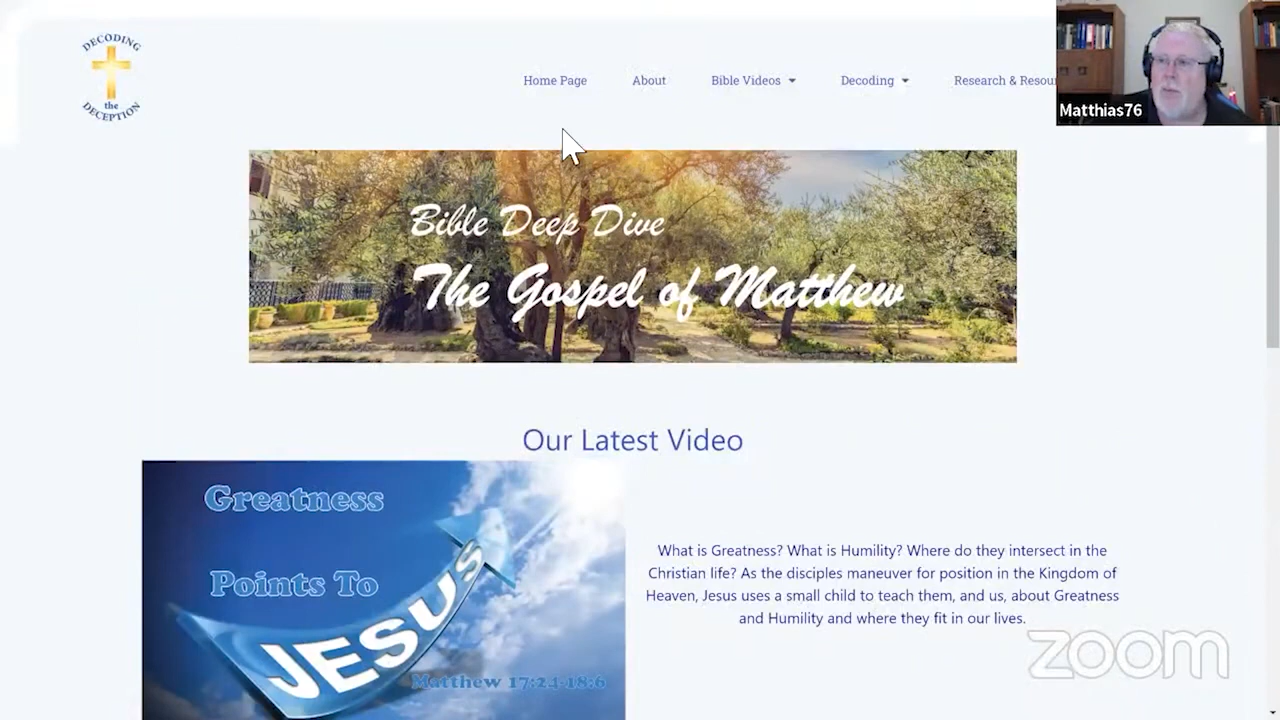 DECODING
the
DECEPTION
Home Page
About
Bible Videos
Decoding
Research & Resour
Matthias76
Bible Deep Dive
The Gospel of Matthew
Our Latest Video
Greatness
Points To
JESUS
Matthew 17:24-18:6
What is Greatness? What is Humility? Where do they intersect in the
Christian life? As the disciples maneuver for position in the Kingdom of
Heaven, Jesus uses a small child to teach them, and us, about Greatness
and Humility and where they fit in our lives.
zoom